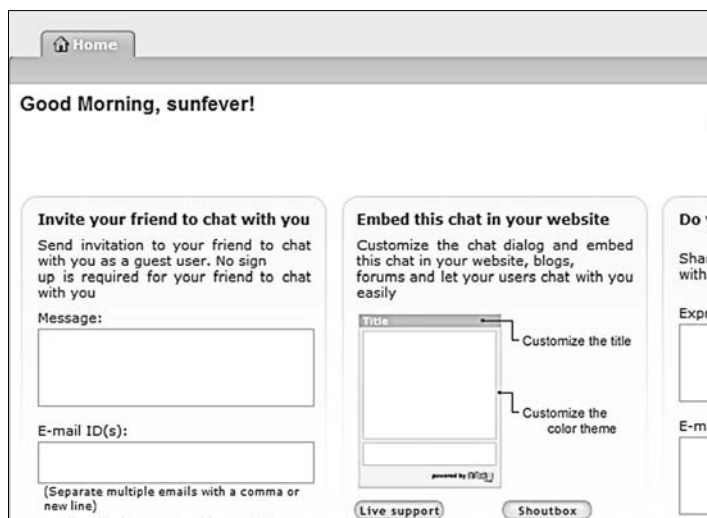 Home
Good Morning, sunfever!
Invite your friend to chat with you
Send invitation to your friend to chat
with you as a guest user. No sign
up is required for your friend to chat
with you
Message:
E-mail ID(s):
(Separate multiple emails with a comma or
new line)
Embed this chat in your website
Customize the chat dialog and embed
this chat in your website, blogs,
forums and let your users chat with you
easily
Title
Customize the title
Customize the
color theme
powered by
Live support
Shoutbox
Do
Shar
with
Expr
E-m